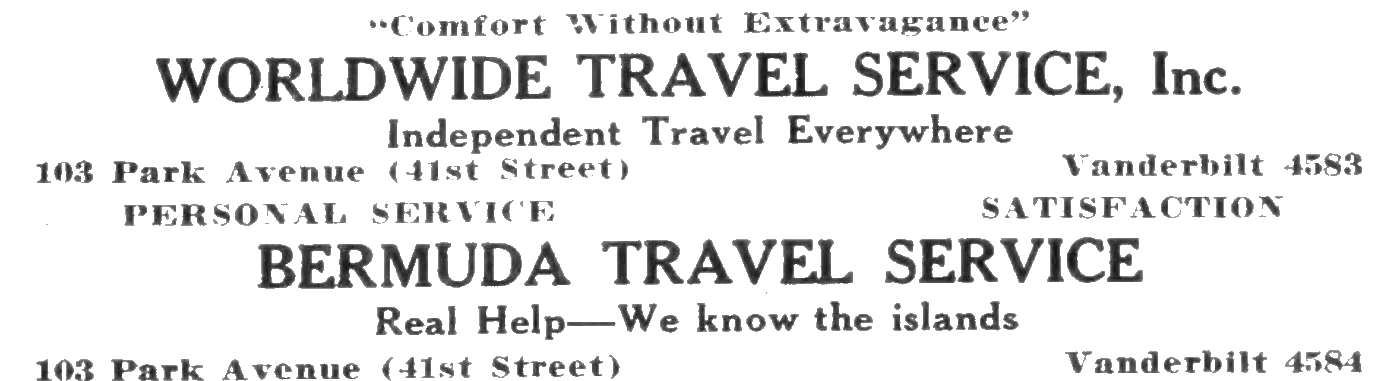 “Comfort Without Extravagance”
WORLDWIDE TRAVEL SERVICE, Inc.
Independent Travel Everywhere
103 Park Avenue (41st Street) Vanderbilt 4583
PERSONAL SERVICE SATISFACTION
BERMUDA TRAVEL SERVICE
Real Help—We know the islands
103 Park Avenue (41st Street) Vanderbilt 4584